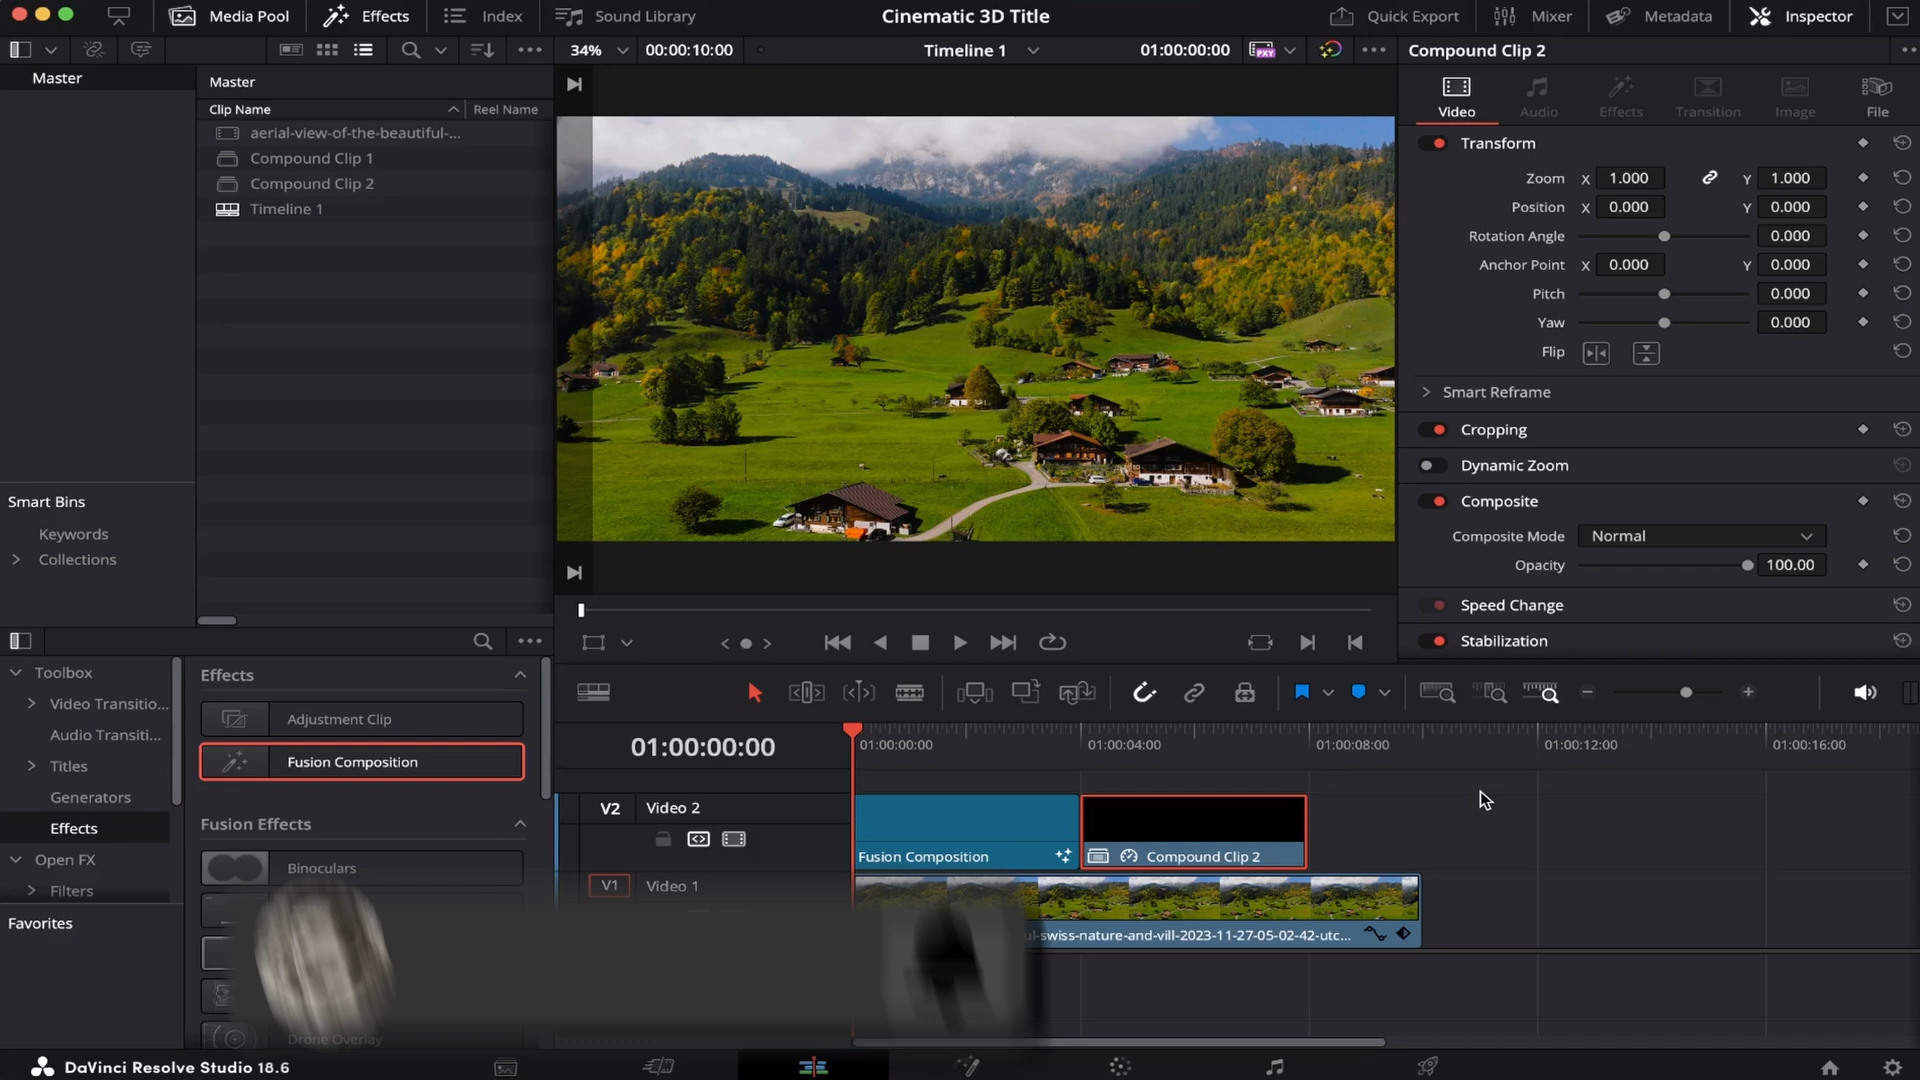 Media Pool
Effects
Index
Sound Library
Cinematic 3D Title
Quick Export
Mixer
Metadata
Inspector
34%
00:00:10:00
Timeline 1
01:00:00:00
PXY
Compound Clip 2
Master
Master
Clip Name
Reel Name
aerial-view-of-the-beautiful-...
Compound Clip 1
Compound Clip 2
Timeline 1
Smart Bins
Keywords
Collections
Video
Audio
Effects
Transition
Image
File
Transform
Zoom X 1.000 Y 1.000
Position X 0.000 Y 0.000
Rotation Angle 0.000
Anchor Point X 0.000 Y 0.000
Pitch 0.000
Yaw 0.000
Flip
Smart Reframe
Cropping
Dynamic Zoom
Composite
Composite Mode Normal
Opacity 100.00
Speed Change
Stabilization
Toolbox
Video Transitio...
Audio Transiti...
Titles
Generators
Effects
Open FX
Filters
Favorites
Effects
Adjustment Clip
Fusion Composition
Fusion Effects
Binoculars
Drone Overlay
01:00:00:00
01:00:00:00
01:00:04:00
01:00:08:00
01:00:12:00
01:00:16:00
V2
Video 2
Fusion Composition
Compound Clip 2
V1
Video 1
ul-swiss-nature-and-vill-2023-11-27-05-02-42-utc...
DaVinci Resolve Studio 18.6